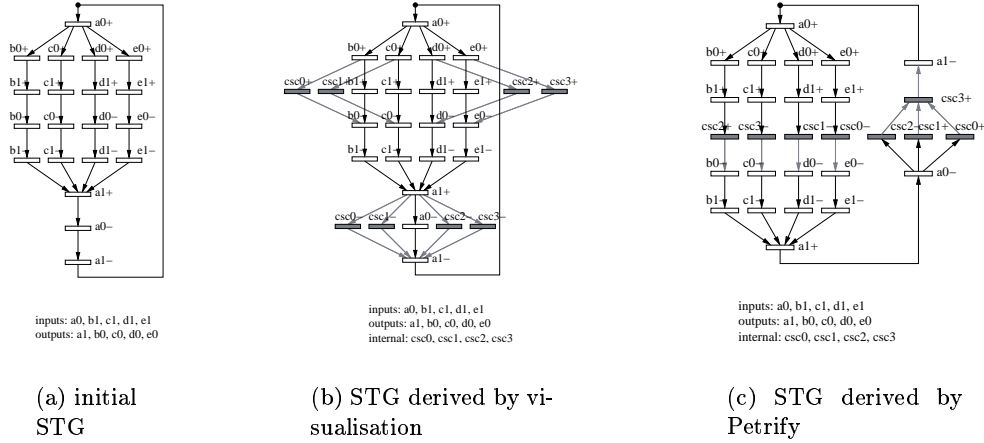 a0+
b0+ c0+ d0+ e0+
b1+ c1+ d1+ e1+
b0- c0- d0- e0-
b1- c1- d1- e1-
a1+
a0-
a1-
inputs: a0, b1, c1, d1, e1
outputs: a1, b0, c0, d0, e0
(a) initial
STG
a0+
b0+ c0+ d0+ e0+
csc0+ csc1+ b1+ c1+ d1+ e1+ csc2+ csc3+
b0- c0- d0- e0-
b1- c1- d1- e1-
a1+
csc0- csc1- a0- csc2- csc3-
a1-
inputs: a0, b1, c1, d1, e1
outputs: a1, b0, c0, d0, e0
internal: csc0, csc1, csc2, csc3
(b) STG derived by vi-
sualisation
a0+
b0+ c0+ d0+ e0+
a1-
b1+ c1+ d1+ e1+
csc3+
csc2+ csc3- csc1- csc0- csc2- csc1+ csc0+
b0- c0- d0- e0-
a0-
b1- c1- d1- e1-
a1+
inputs: a0, b1, c1, d1, e1
outputs: a1, b0, c0, d0, e0
internal: csc0, csc1, csc2, csc3
(c) STG derived by
Petrify